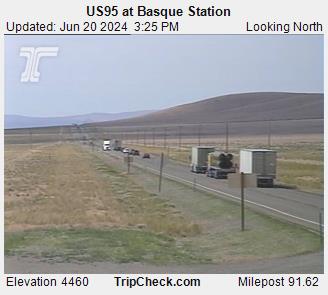 US95 at Basque Station
Updated: Jun 20 2024 3:25 PM Looking North
Elevation 4460 TripCheck.com Milepost 91.62